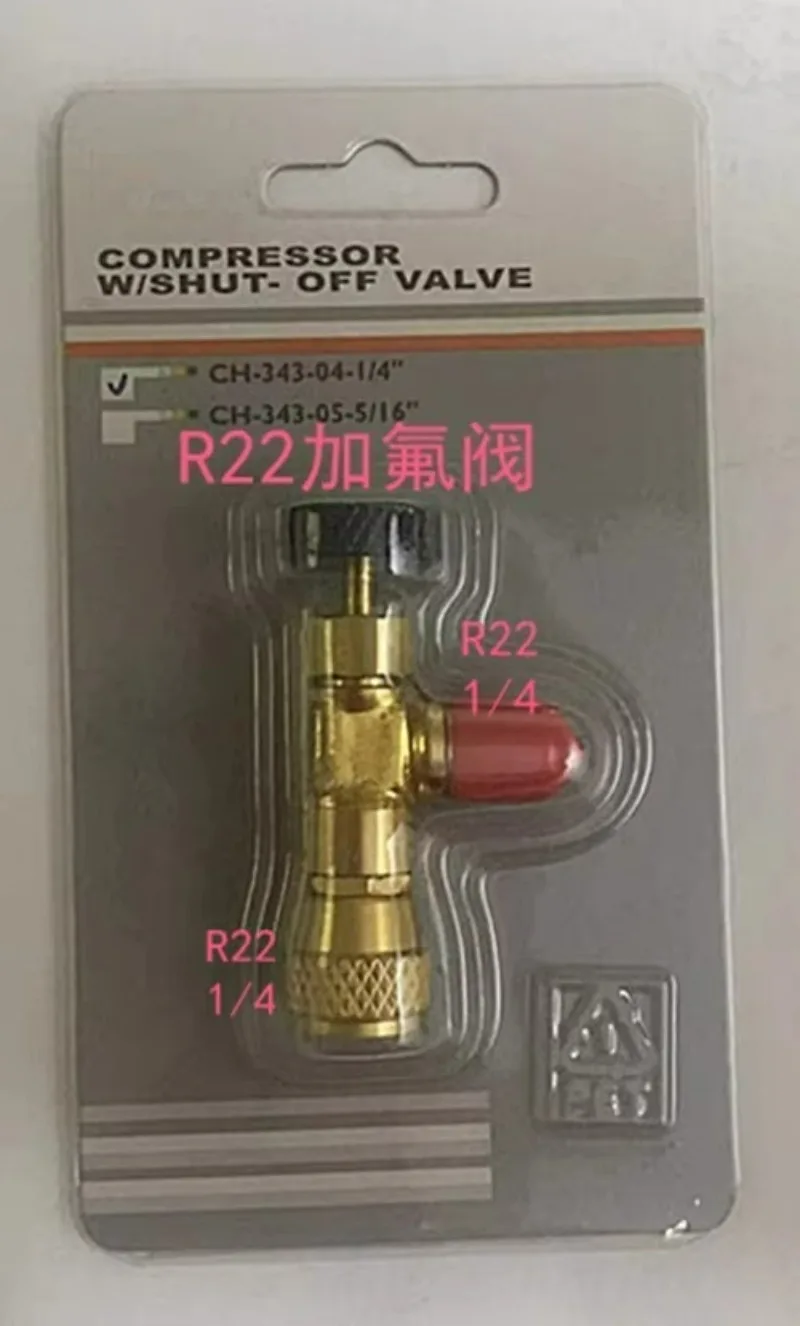 COMPRESSOR
W/SHUT- OFF VALVE
CH-343-04-1/4"
CH-343-05-5/16"
R22加氟阀
R22
1/4
R22
1/4
PET